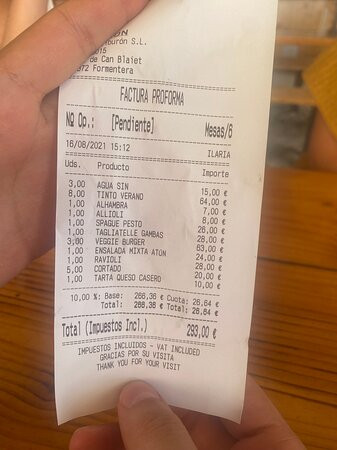 burón S.L.
015
de Can Blaiet
972 Formentera
FACTURA PROFORMA
NQ Op.: [Pendiente] Mesas/6
16/08/2021 15:12 ILARIA
Uds. Producto Importe
3,00 AGUA SIN 15,00 €
8,00 TINTO VERANO 64,00 €
1,00 ALHAMBRA 7,00 €
1,00 ALLIOLI 8,00 €
1,00 SPAGUE PESTO 26,00 €
1,00 TAGLIATELLE GAMBAS 28,00 €
3,00 VEGGIE BURGER 63,00 €
1,00 ENSALADA MIXTA ATUN 24,00 €
1,00 RAVIOLI 28,00 €
5,00 CORTADO 20,00 €
1,00 TARTA QUESO CASERO 10,00 €
10,00 %: Base: 266,36 € Cuota: 26,64 €
Total: 266,36 € Total: 26,64 €
Total (Impuestos Incl.) 293,00 €
IMPUESTOS INCLUIDOS - VAT INCLUDED
GRACIAS POR SU VISITA
THANK YOU FOR YOUR VISIT